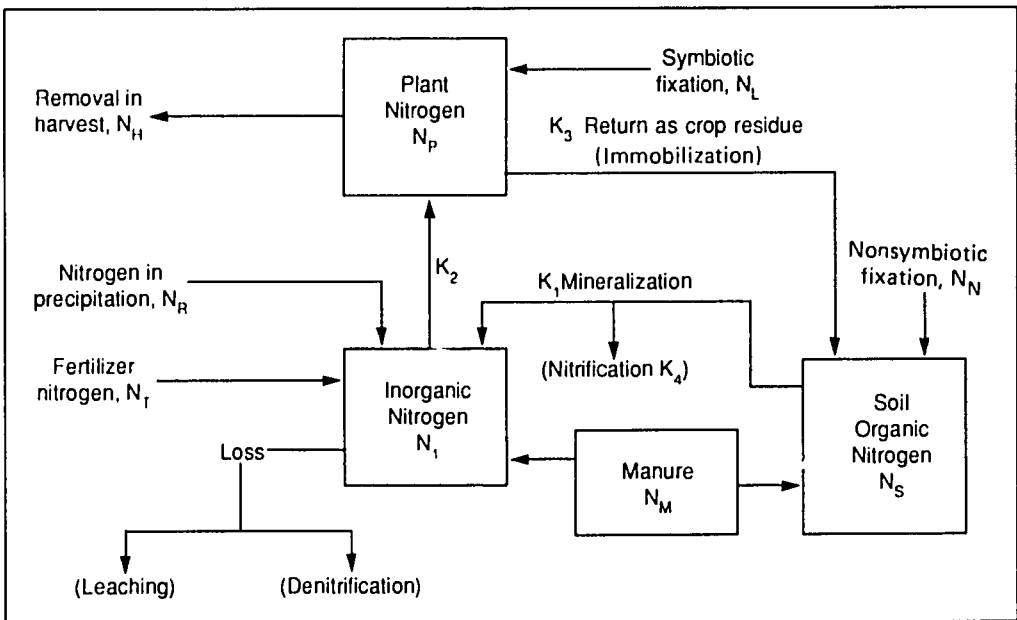 Plant
Nitrogen
N_P
Symbiotic
fixation, N_L
Removal in
harvest, N_H
K_3 Return as crop residue
(Immobilization)
K_2
Nonsymbiotic
fixation, N_N
Nitrogen in
precipitation, N_R
K_1 Mineralization
(Nitrification K_4)
Fertilizer
nitrogen, N_T
Inorganic
Nitrogen
N_1
Soil
Organic
Nitrogen
N_S
Manure
N_M
Loss
(Leaching)
(Denitrification)